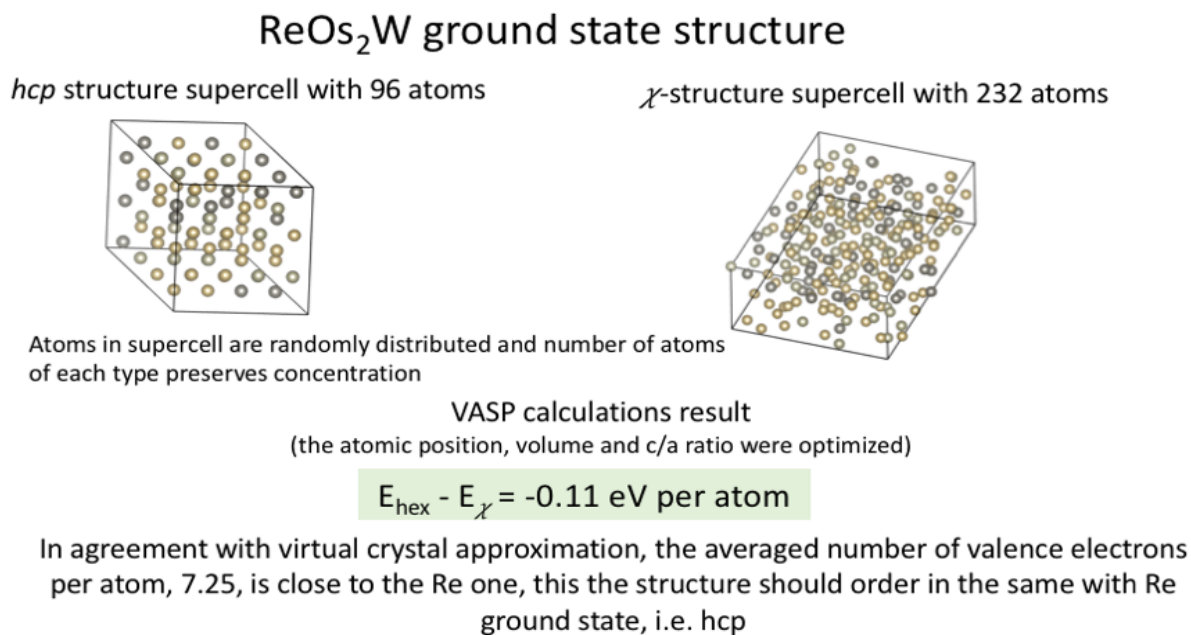 ReOs₂W ground state structure
hcp structure supercell with 96 atoms
χ-structure supercell with 232 atoms
Atoms in supercell are randomly distributed and number of atoms
of each type preserves concentration
VASP calculations result
(the atomic position, volume and c/a ratio were optimized)
E_hex - E_χ = -0.11 eV per atom
In agreement with virtual crystal approximation, the averaged number of valence electrons
per atom, 7.25, is close to the Re one, this the structure should order in the same with Re
ground state, i.e. hcp